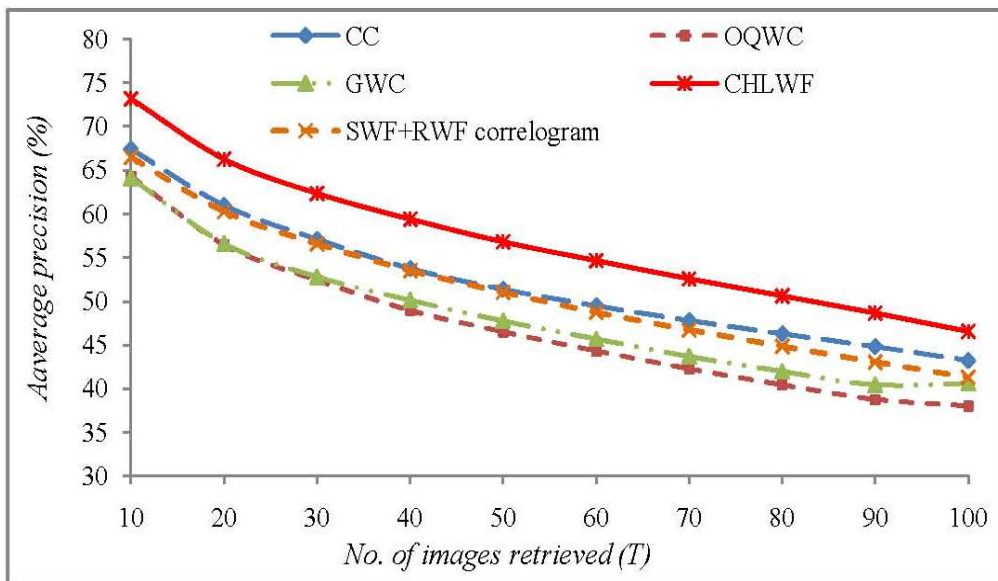 80
75
70
65
60
55
50
45
40
35
30
Aaverage precision (%)
CC
OQWC
GWC
CHLWF
SWF+RWF correlogram
10 20 30 40 50 60 70 80 90 100
No. of images retrieved (T)